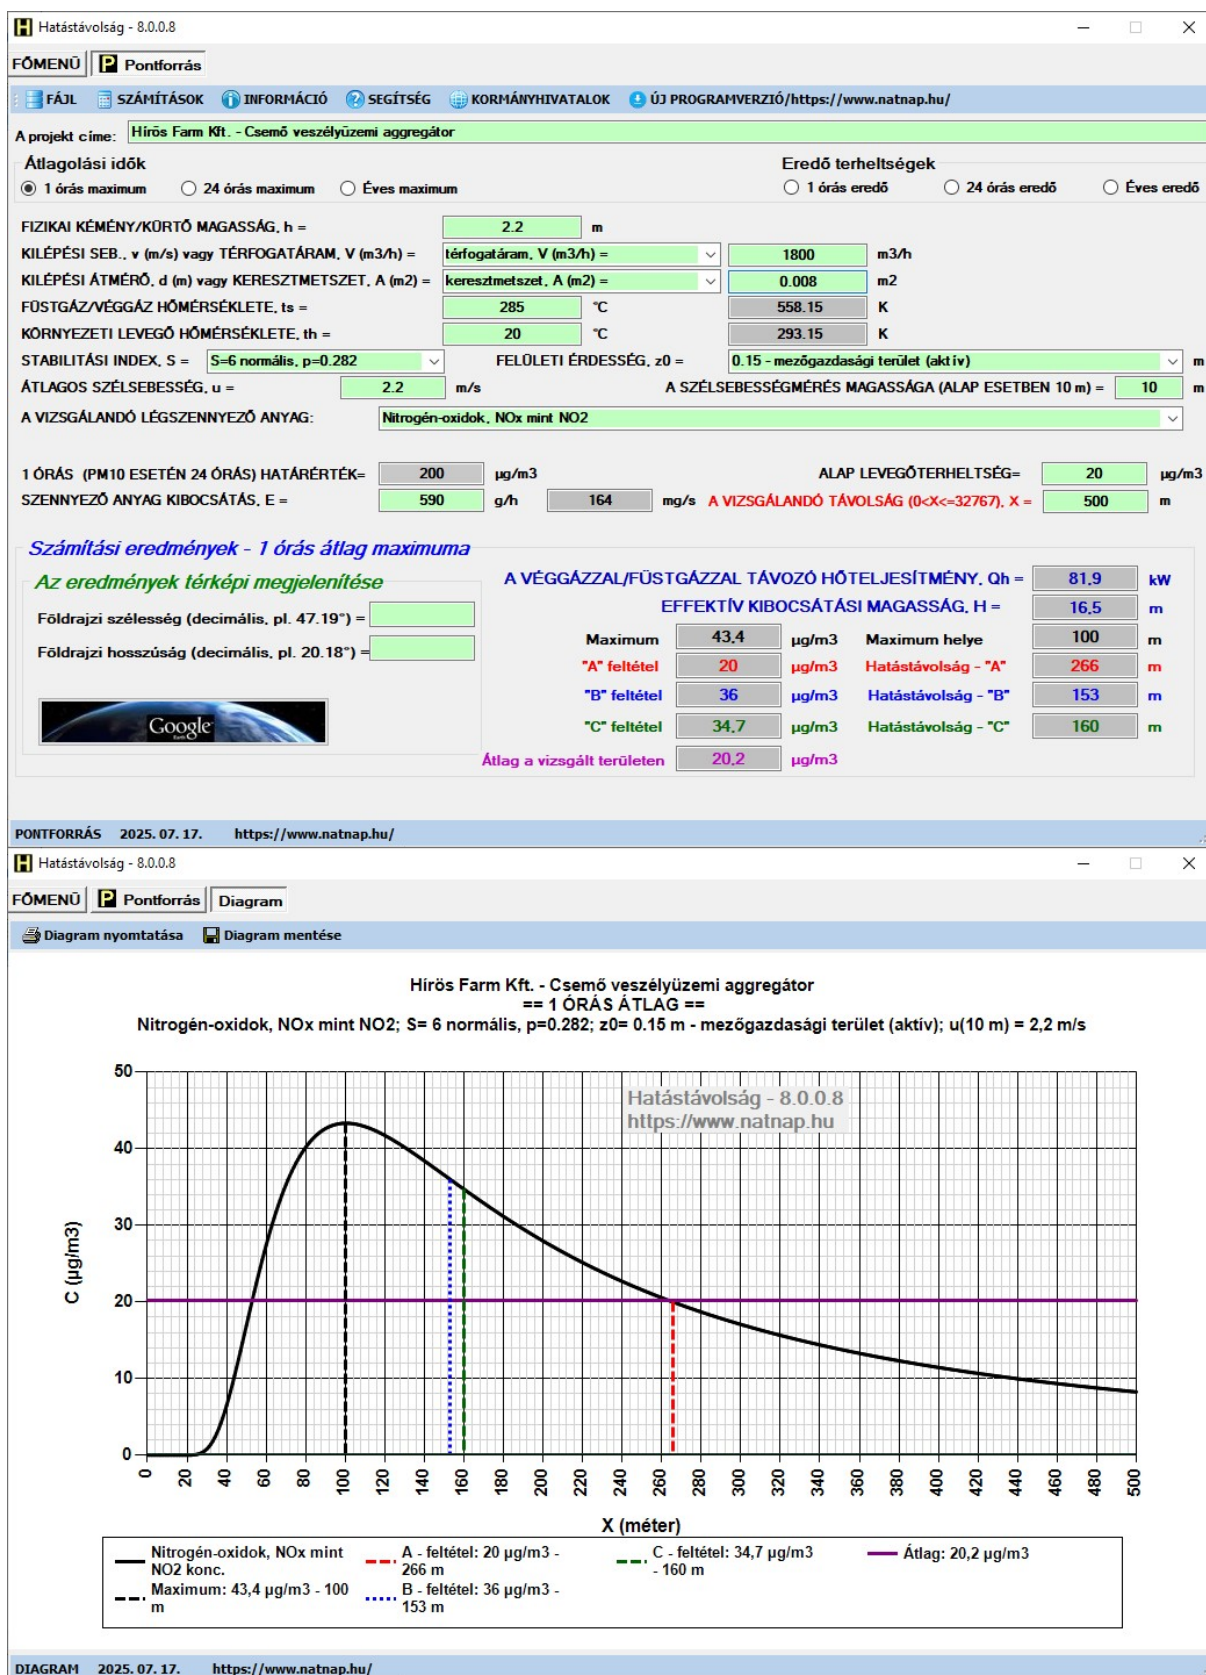 Hatástávolság - 8.0.0.8
FŐMENÜ P Pontforrás
FÁJL SZÁMÍTÁSOK INFORMÁCIÓ SEGÍTSÉG KORMÁNYHIVATALOK ÚJ PROGRAMVERZIÓ/https://www.natnap.hu/
A projekt címe: Hírös Farm Kft. - Csemő veszélyüzemi aggregátor
Átlagolási idők Eredő terheltségek
1 órás maximum 24 órás maximum Éves maximum 1 órás eredő 24 órás eredő Éves eredő
FIZIKAI KÉMÉNY/KÜRTŐ MAGASSÁG, h = 2.2 m
KILÉPÉSI SEB., v (m/s) vagy TÉRFOGATÁRAM, V (m3/h) = térfogatáram, V (m3/h) = 1800 m3/h
KILÉPÉSI ÁTMÉRŐ, d (m) vagy KERESZTMETSZET, A (m2) = keresztmetszet, A (m2) = 0.008 m2
FÜSTGÁZ/VÉGGÁZ HŐMÉRSÉKLETE, ts = 285 °C 558.15 K
KÖRNYEZETI LEVEGŐ HŐMÉRSÉKLETE, th = 20 °C 293.15 K
STABILITÁSI INDEX, S = S=6 normális, p=0.282 FELÜLETI ÉRDESSÉG, z0 = 0.15 - mezőgazdasági terület (aktív) m
ÁTLAGOS SZÉLSEBESSÉG, u = 2.2 m/s A SZÉLSEBESSÉGMÉRÉS MAGASSÁGA (ALAP ESETBEN 10 m) = 10 m
A VIZSGÁLANDÓ LÉGSZENNYEZŐ ANYAG: Nitrogén-oxidok, NOx mint NO2
1 ÓRÁS (PM10 ESETÉN 24 ÓRÁS) HATÁRÉRTÉK= 200 µg/m3 ALAP LEVEGŐTERHELTSÉG= 20 µg/m3
SZENNYEZŐ ANYAG KIBOCSÁTÁS, E = 590 g/h 164 mg/s A VIZSGÁLANDÓ TÁVOLSÁG (0<X<=32767), X = 500 m
Számítási eredmények - 1 órás átlag maximuma
Az eredmények térképi megjelenítése A VÉGGÁZZAL/FÜSTGÁZZAL TÁVOZÓ HŐTELJESÍTMÉNY, Qh = 81,9 kW
Földrajzi szélesség (decimális, pl. 47.19°) = EFFEKTÍV KIBOCSÁTÁSI MAGASSÁG, H = 16,5 m
Földrajzi hosszúság (decimális, pl. 20.18°) = Maximum 43,4 µg/m3 Maximum helye 100 m
"A" feltétel 20 µg/m3 Hatástávolság - "A" 266 m
"B" feltétel 36 µg/m3 Hatástávolság - "B" 153 m
Google Earth "C" feltétel 34,7 µg/m3 Hatástávolság - "C" 160 m
Átlag a vizsgált területen 20,2 µg/m3
PONTFORRÁS 2025. 07. 17. https://www.natnap.hu/
Hatástávolság - 8.0.0.8
FŐMENÜ P Pontforrás Diagram
Diagram nyomtatása Diagram mentése
Hírös Farm Kft. - Csemő veszélyüzemi aggregátor
== 1 ÓRÁS ÁTLAG ==
Nitrogén-oxidok, NOx mint NO2; S= 6 normális, p=0.282; z0= 0.15 m - mezőgazdasági terület (aktív); u(10 m) = 2,2 m/s
Hatástávolság - 8.0.0.8
https://www.natnap.hu
50
40
30
20
10
0
C (µg/m3)
0 20 40 60 80 100 120 140 160 180 200 220 240 260 280 300 320 340 360 380 400 420 440 460 480 500
X (méter)
Nitrogén-oxidok, NOx mint NO2 konc.
Maximum: 43,4 µg/m3 - 100 m
A - feltétel: 20 µg/m3 - 266 m
B - feltétel: 36 µg/m3 - 153 m
C - feltétel: 34,7 µg/m3 - 160 m
Átlag: 20,2 µg/m3
DIAGRAM 2025. 07. 17. https://www.natnap.hu/